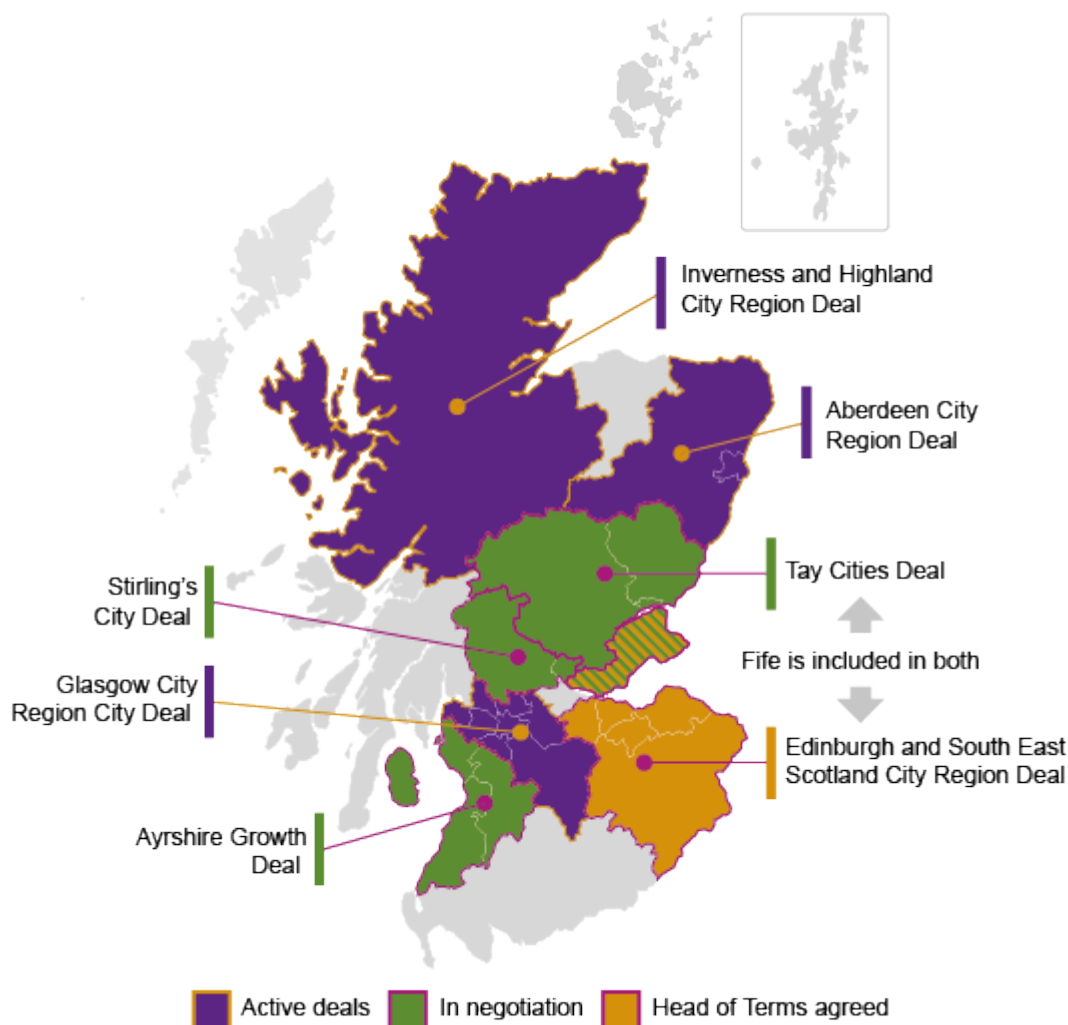 Inverness and Highland
City Region Deal
Aberdeen City
Region Deal
Stirling’s
City Deal
Tay Cities Deal
Fife is included in both
Glasgow City
Region City Deal
Edinburgh and South East
Scotland City Region Deal
Ayrshire Growth
Deal
Active deals
In negotiation
Head of Terms agreed